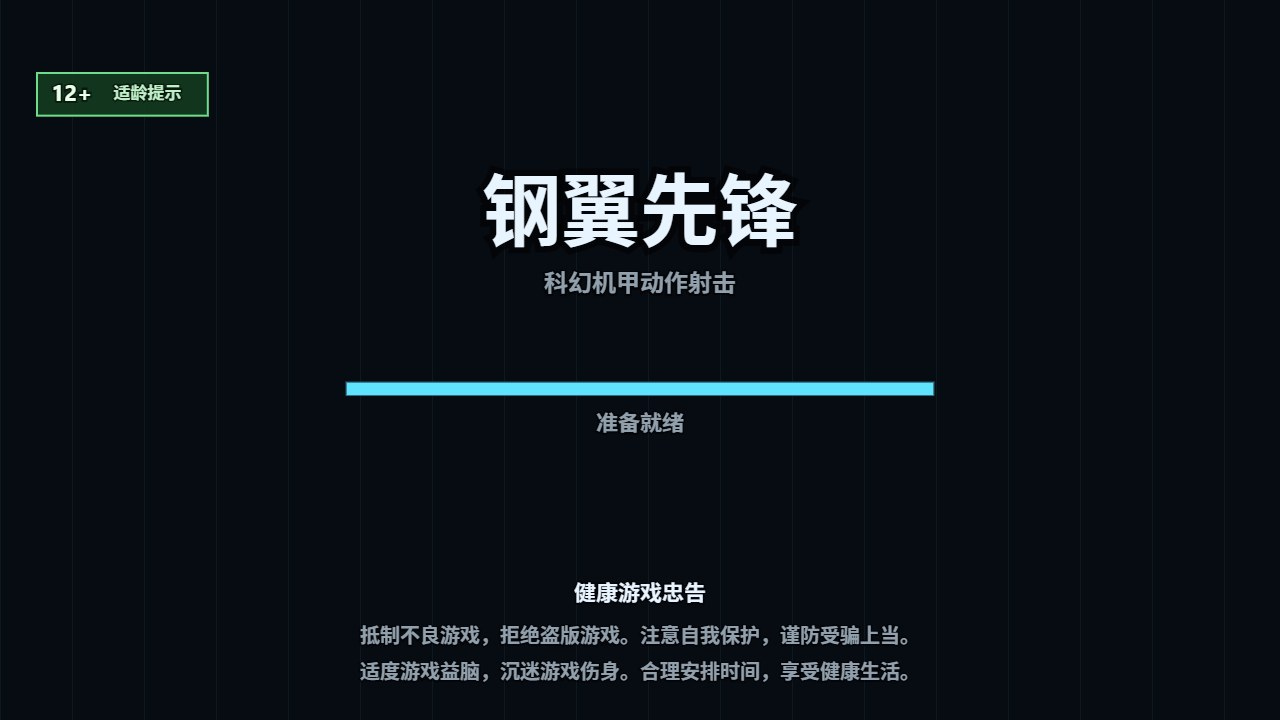 12+ 适龄提示
钢翼先锋
科幻机甲动作射击
准备就绪
健康游戏忠告
抵制不良游戏，拒绝盗版游戏。注意自我保护，谨防受骗上当。
适度游戏益脑，沉迷游戏伤身。合理安排时间，享受健康生活。